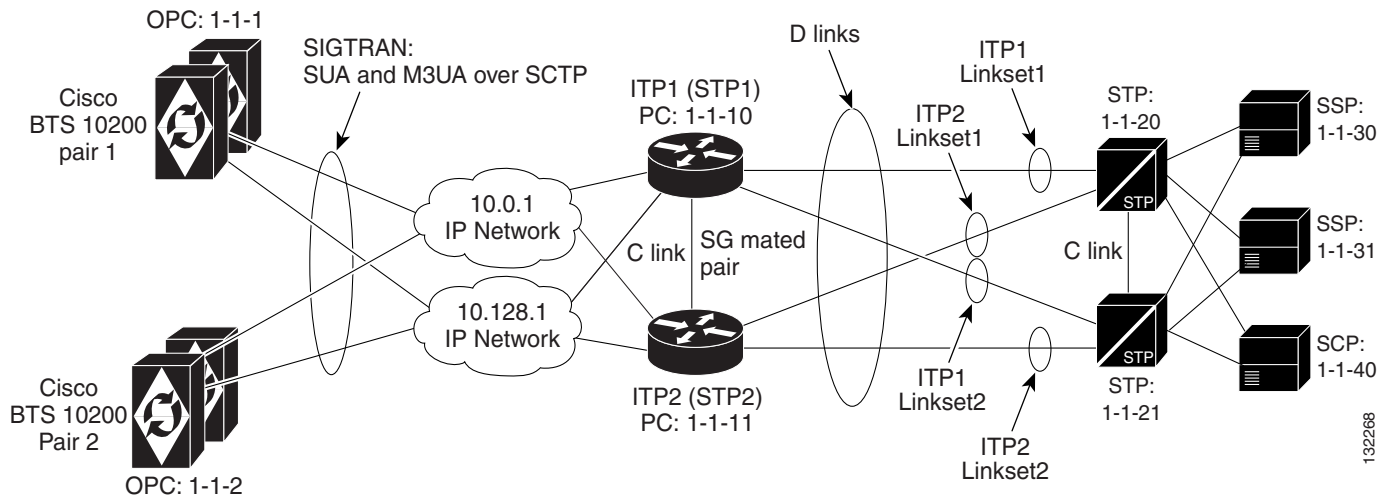 OPC: 1-1-1
Cisco
BTS 10200
pair 1
SIGTRAN:
SUA and M3UA over SCTP
10.0.1
IP Network
10.128.1
IP Network
Cisco
BTS 10200
Pair 2
OPC: 1-1-2
ITP1 (STP1)
PC: 1-1-10
C link
SG mated
pair
ITP2 (STP2)
PC: 1-1-11
D links
ITP2
Linkset1
ITP1
Linkset1
ITP1
Linkset2
ITP2
Linkset2
STP:
1-1-20
STP
C link
STP
STP:
1-1-21
SSP:
1-1-30
SSP:
1-1-31
SCP:
1-1-40
132268